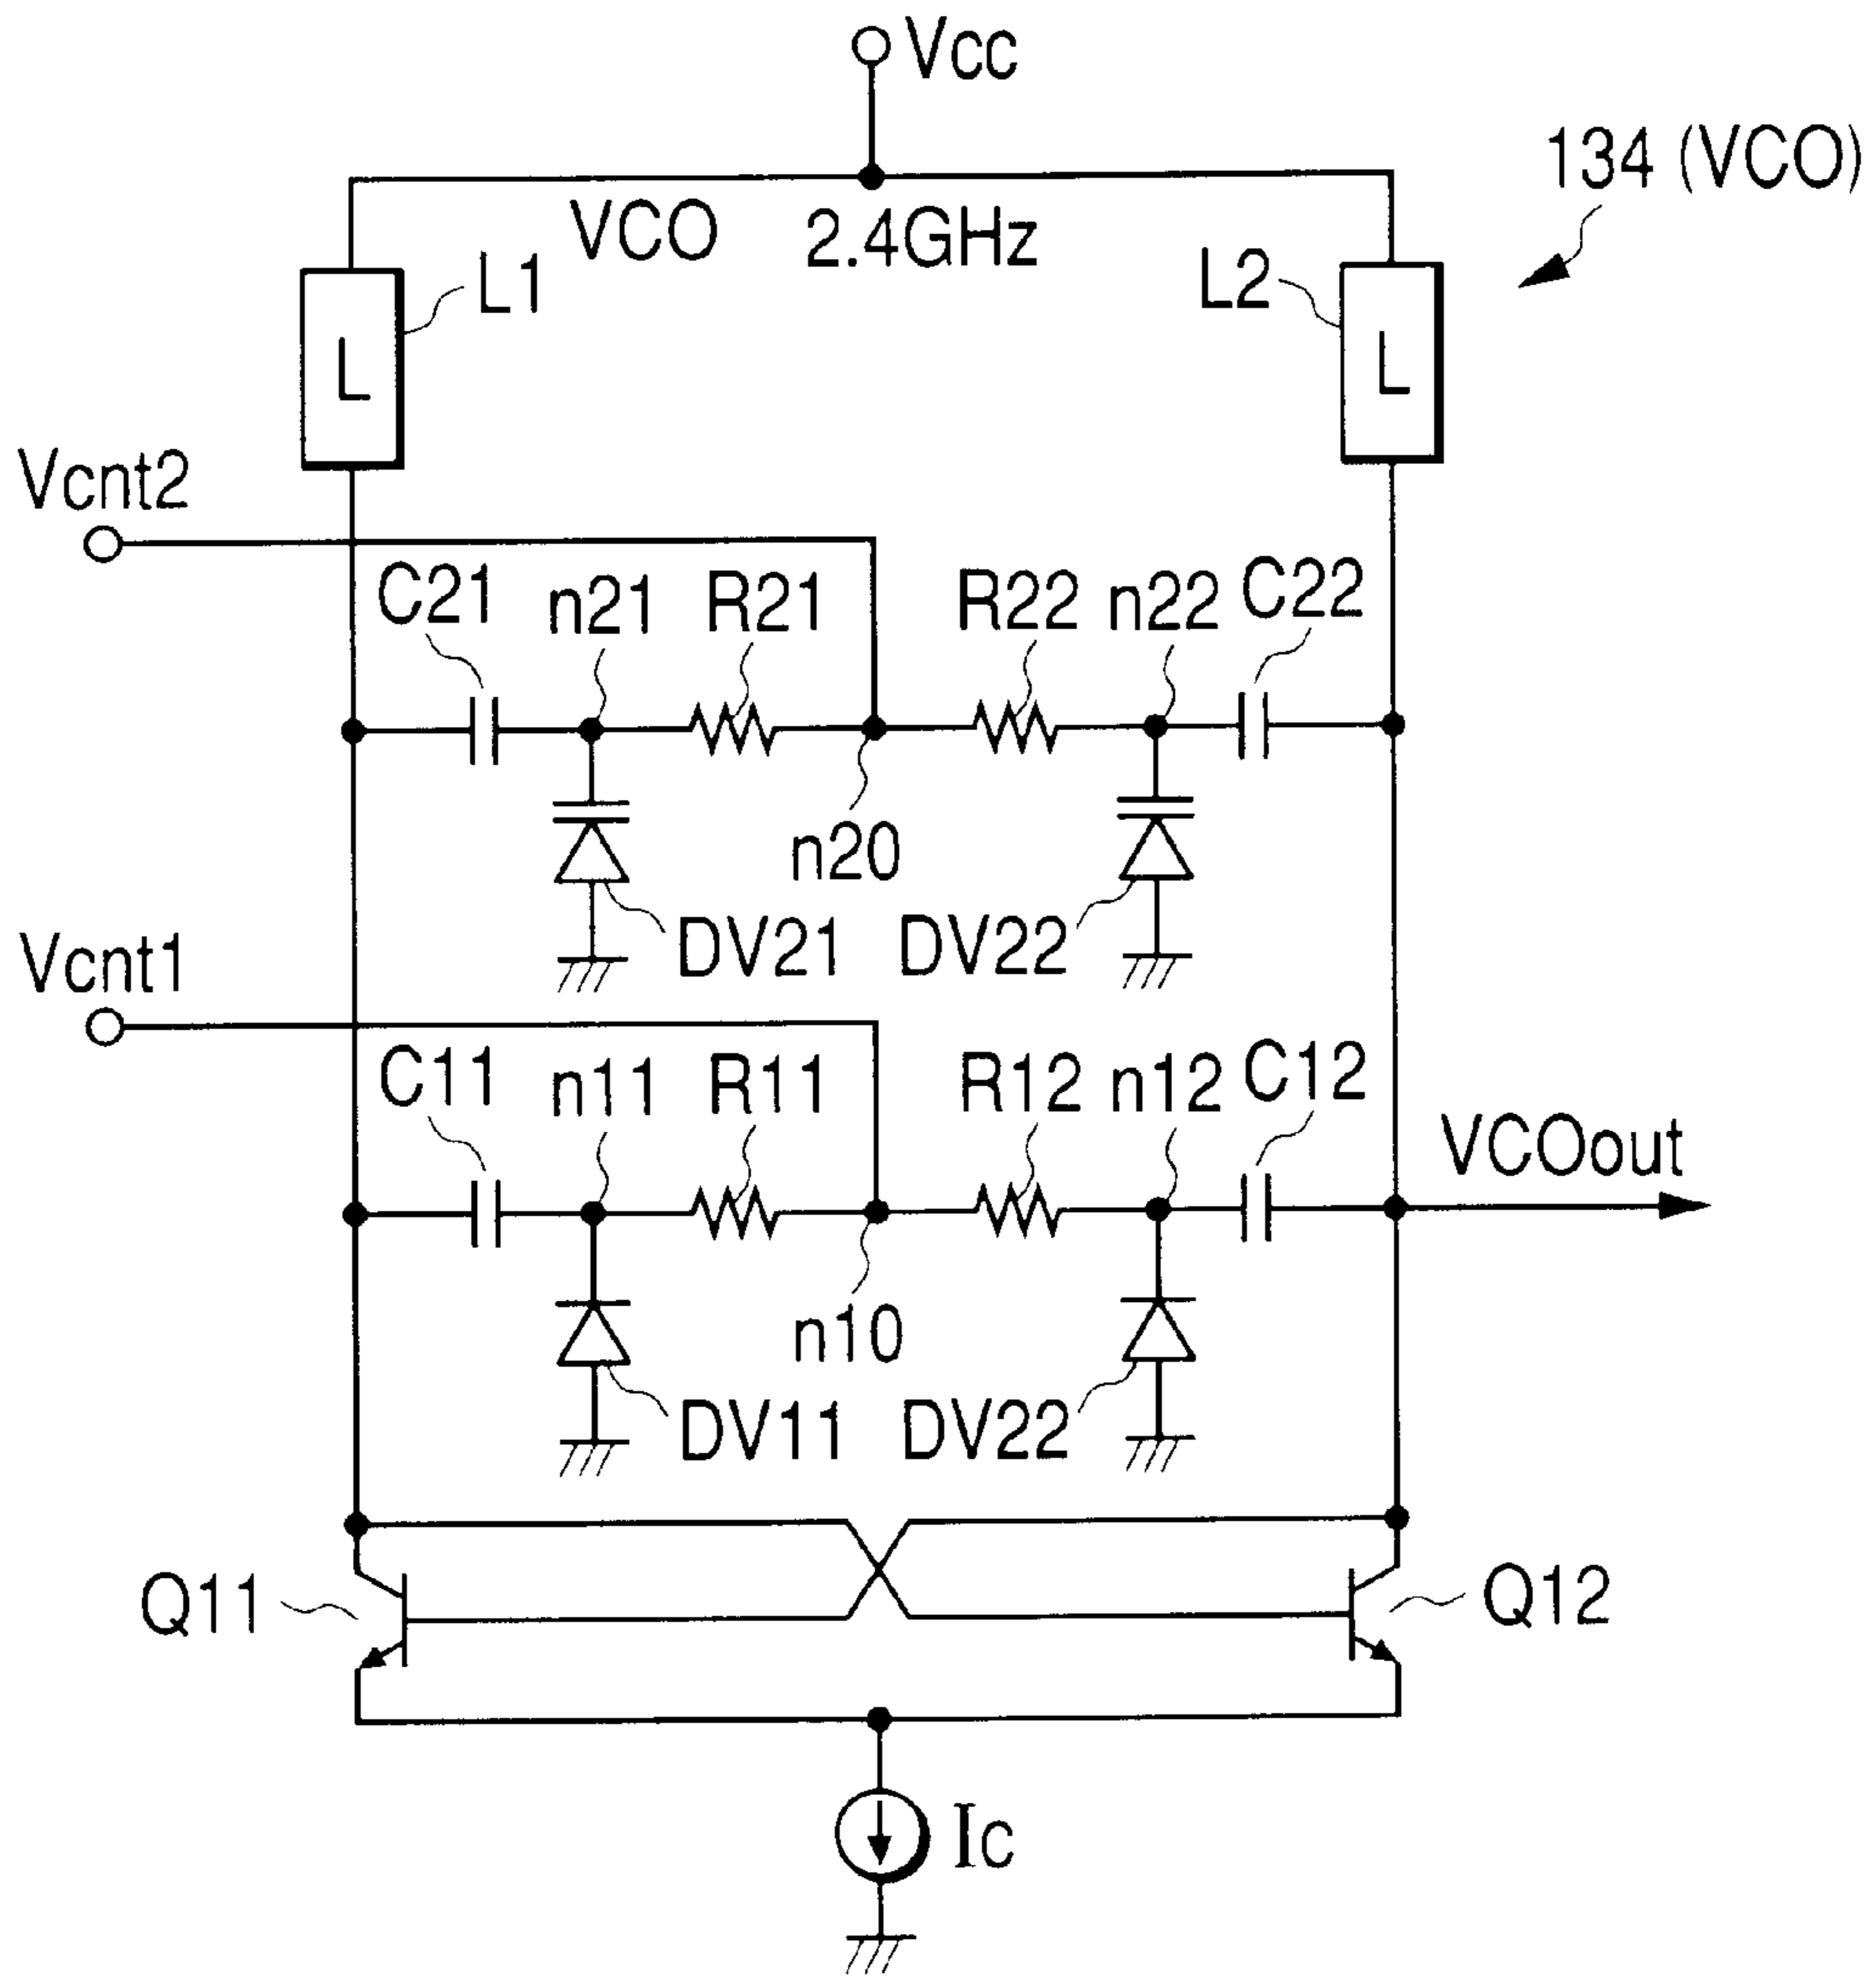 Vcc
134 (VCO)
VCO 2.4GHz
L1
L2
L
L
Vcnt2
C21 n21 R21 R22 n22 C22
n20
DV21 DV22
Vcnt1
C11 n11 R11 R12 n12 C12
VCOout
n10
DV11 DV22
Q11
Q12
Ic